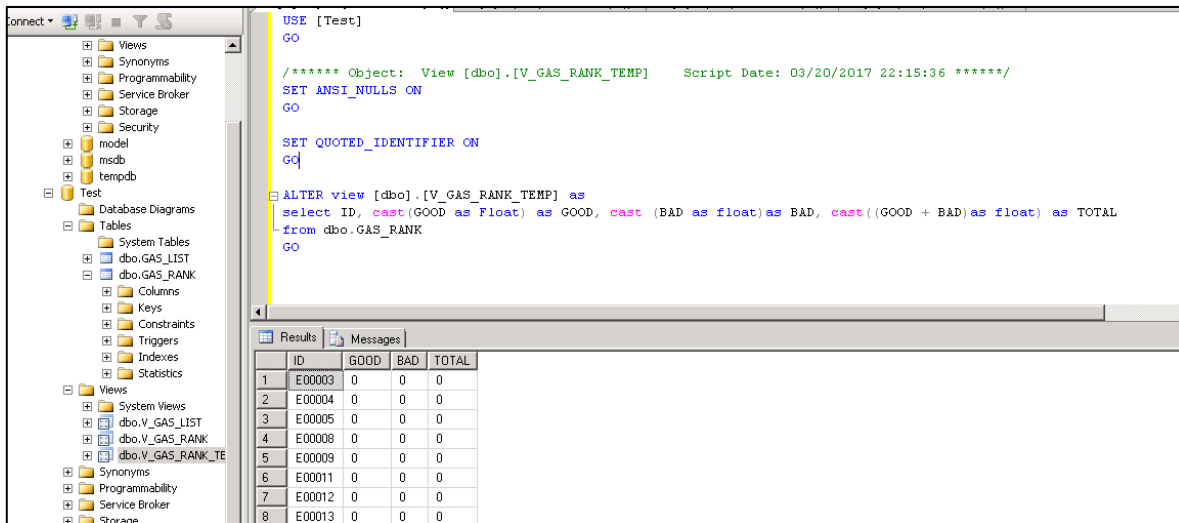 Connect
Views
Synonyms
Programmability
Service Broker
Storage
Security
model
msdb
tempdb
Test
Database Diagrams
Tables
System Tables
dbo.GAS_LIST
dbo.GAS_RANK
Columns
Keys
Constraints
Triggers
Indexes
Statistics
Views
System Views
dbo.V_GAS_LIST
dbo.V_GAS_RANK
dbo.V_GAS_RANK_TE
Synonyms
Programmability
Service Broker
Storage
USE [Test]
GO
/****** Object:  View [dbo].[V_GAS_RANK_TEMP]    Script Date: 03/20/2017 22:15:36 ******/
SET ANSI_NULLS ON
GO
SET QUOTED_IDENTIFIER ON
GO
ALTER view [dbo].[V_GAS_RANK_TEMP] as
select ID, cast(GOOD as Float) as GOOD, cast (BAD as float)as BAD, cast((GOOD + BAD)as float) as TOTAL
from dbo.GAS_RANK
GO
Results Messages
ID GOOD BAD TOTAL
1 E00003 0 0 0
2 E00004 0 0 0
3 E00005 0 0 0
4 E00008 0 0 0
5 E00009 0 0 0
6 E00011 0 0 0
7 E00012 0 0 0
8 E00013 0 0 0